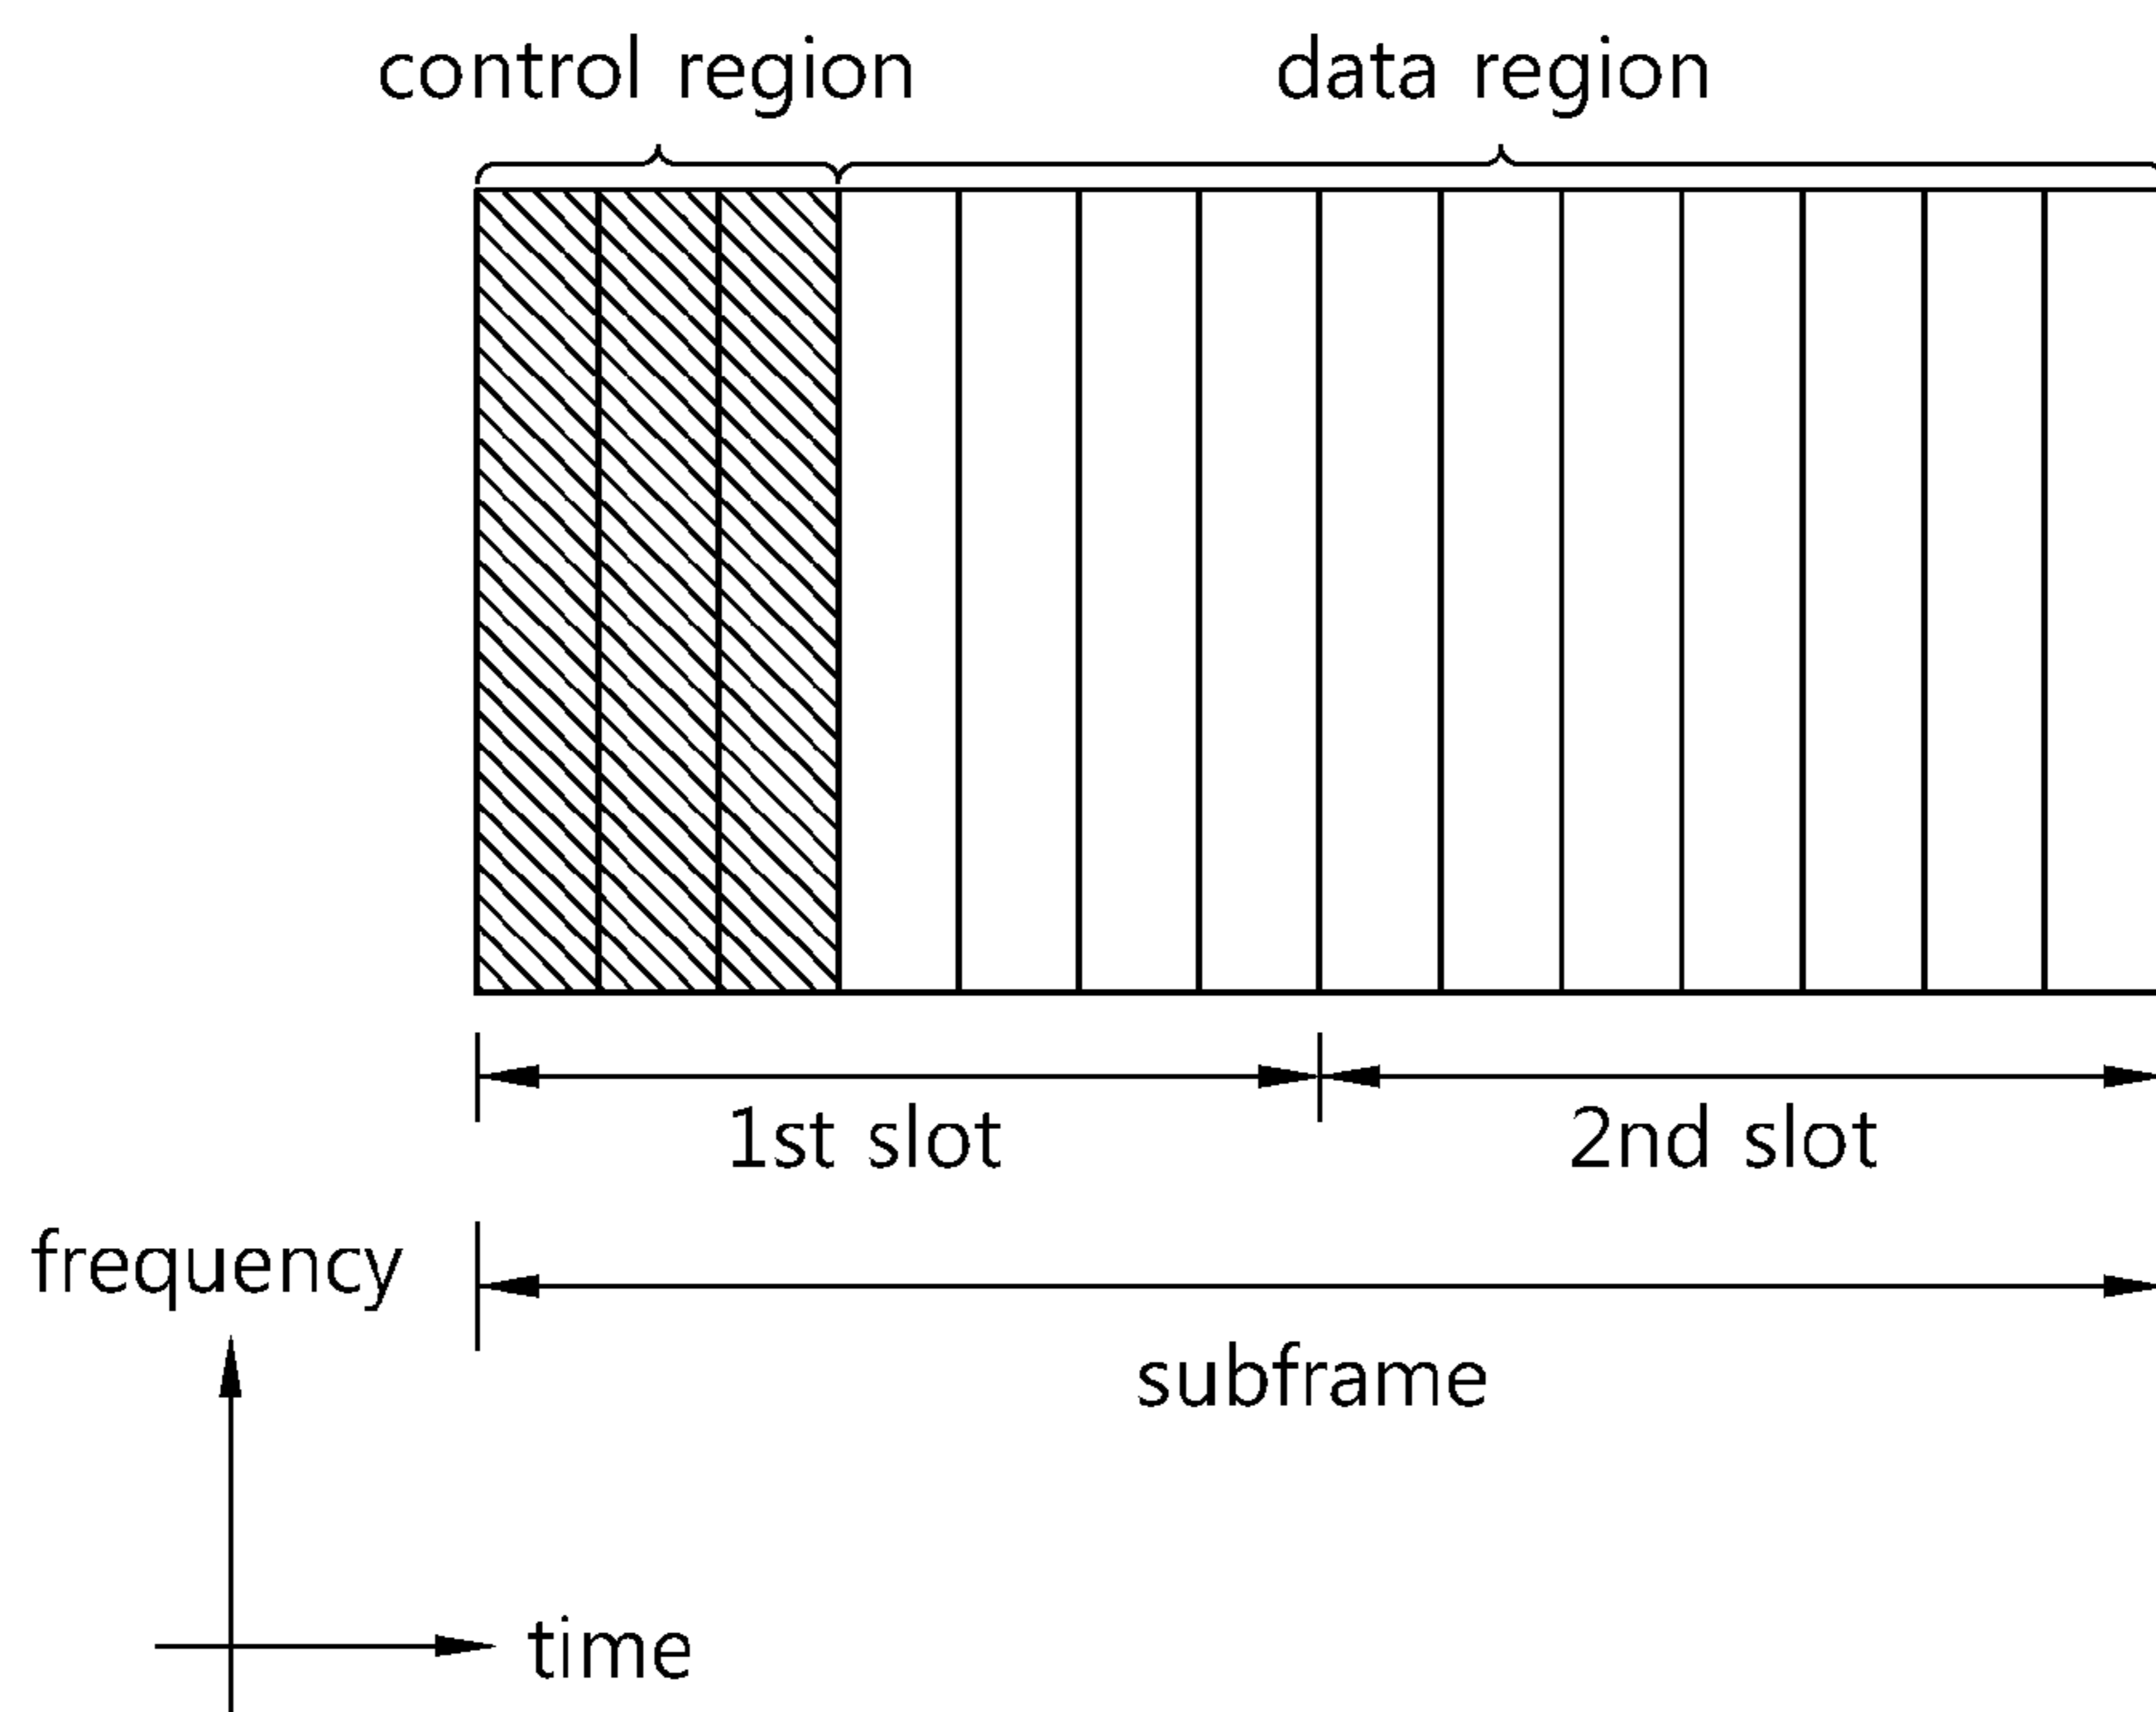 control region
data region
1st slot
2nd slot
frequency
subframe
time